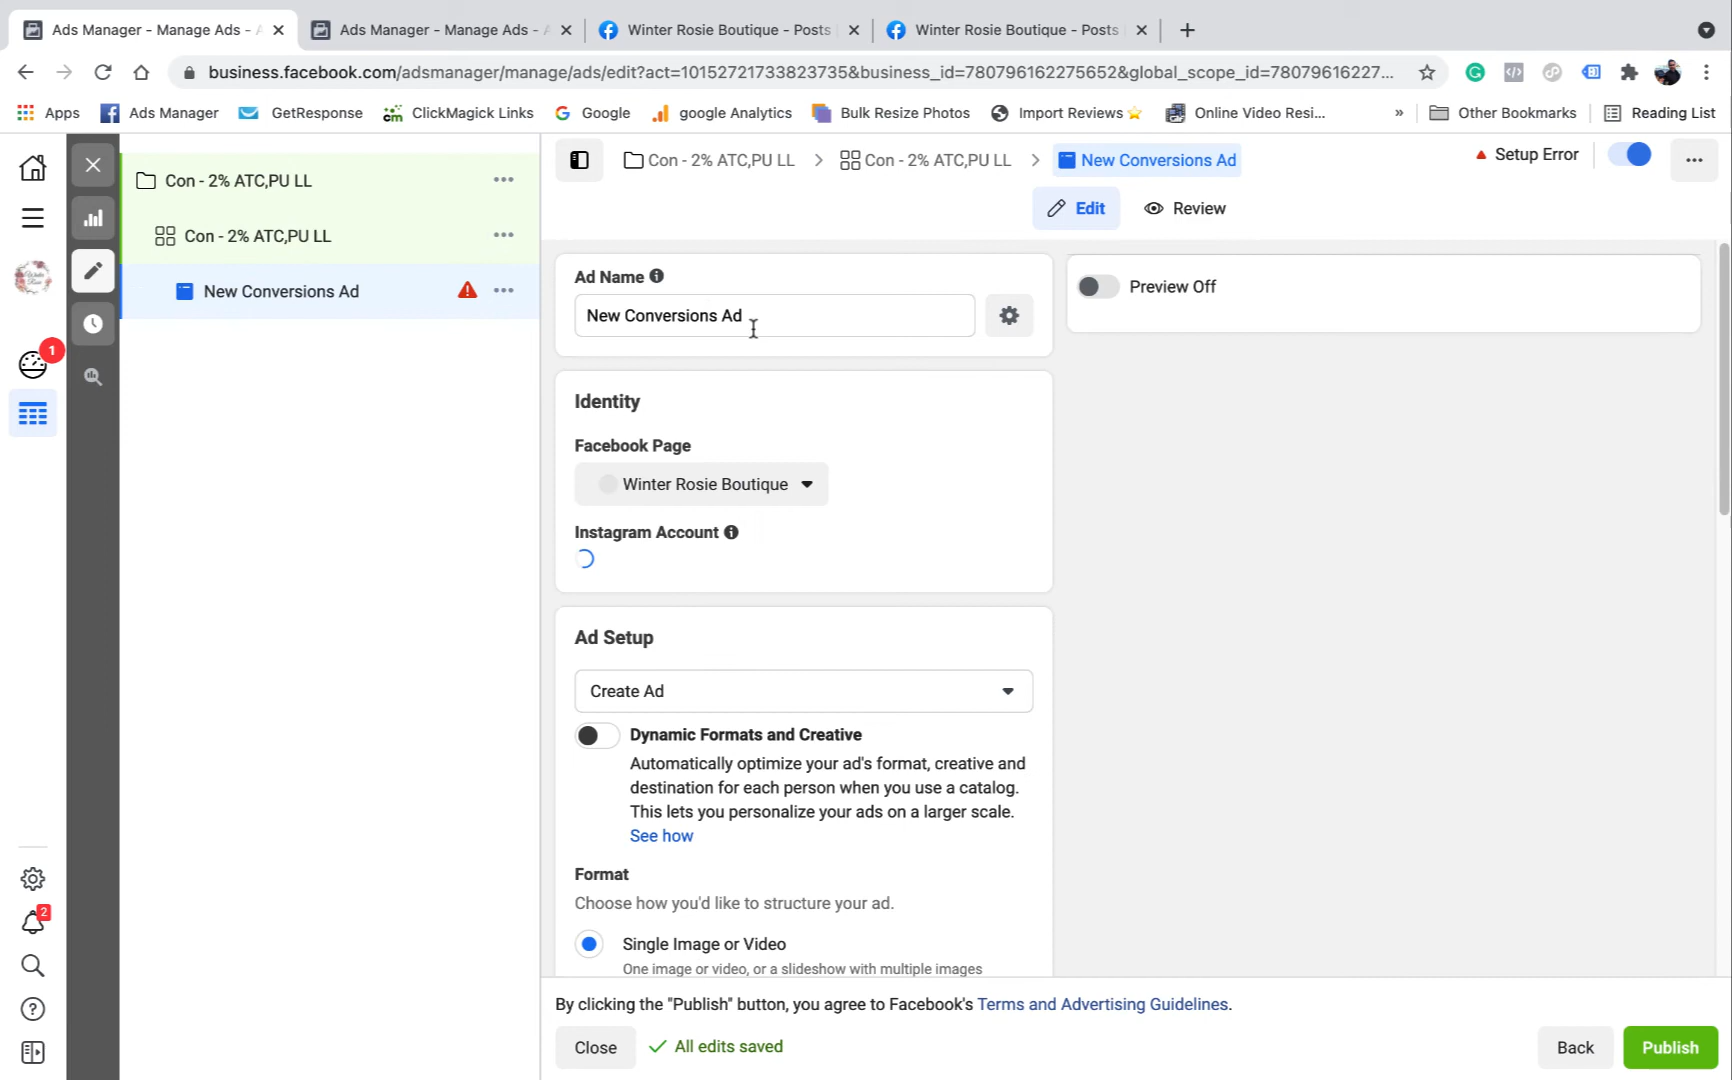 Ads Manager - Manage Ads -
Ads Manager - Manage Ads -
Winter Rosie Boutique - Posts
Winter Rosie Boutique - Posts
business.facebook.com/adsmanager/manage/ads/edit?act=10152721733823735&business_id=780796162275652&global_scope_id=78079616227...
Apps
Ads Manager
GetResponse
ClickMagick Links
Google
google Analytics
Bulk Resize Photos
Import Reviews
Online Video Resi...
»
Other Bookmarks
Reading List
Con - 2% ATC,PU LL
Con - 2% ATC,PU LL
New Conversions Ad
1
2
Con - 2% ATC,PU LL > Con - 2% ATC,PU LL > New Conversions Ad
Setup Error
Edit
Review
Ad Name
New Conversions Ad
Preview Off
Identity
Facebook Page
Winter Rosie Boutique
Instagram Account
Ad Setup
Create Ad
Dynamic Formats and Creative
Automatically optimize your ad's format, creative and
destination for each person when you use a catalog.
This lets you personalize your ads on a larger scale.
See how
Format
Choose how you'd like to structure your ad.
Single Image or Video
One image or video, or a slideshow with multiple images
By clicking the "Publish" button, you agree to Facebook's Terms and Advertising Guidelines.
Close
All edits saved
Back
Publish